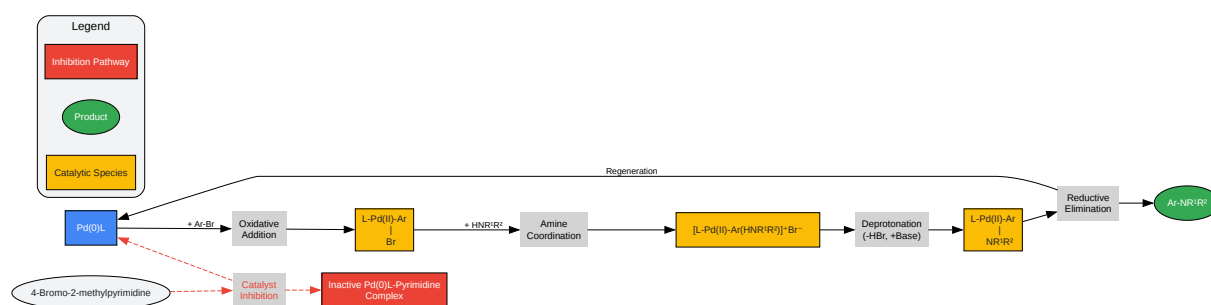 Legend
Inhibition Pathway
Product
Catalytic Species
Regeneration
Pd(0)L
+ Ar-Br
Oxidative
Addition
L-Pd(II)-Ar
|
Br
+ HNR¹R²
Amine
Coordination
[L-Pd(II)-Ar(HNR¹R²)]⁺Br⁻
Deprotonation
(-HBr, +Base)
L-Pd(II)-Ar
|
NR¹R²
Reductive
Elimination
Ar-NR¹R²
4-Bromo-2-methylpyrimidine
Catalyst
Inhibition
Inactive Pd(0)L-Pyrimidine
Complex